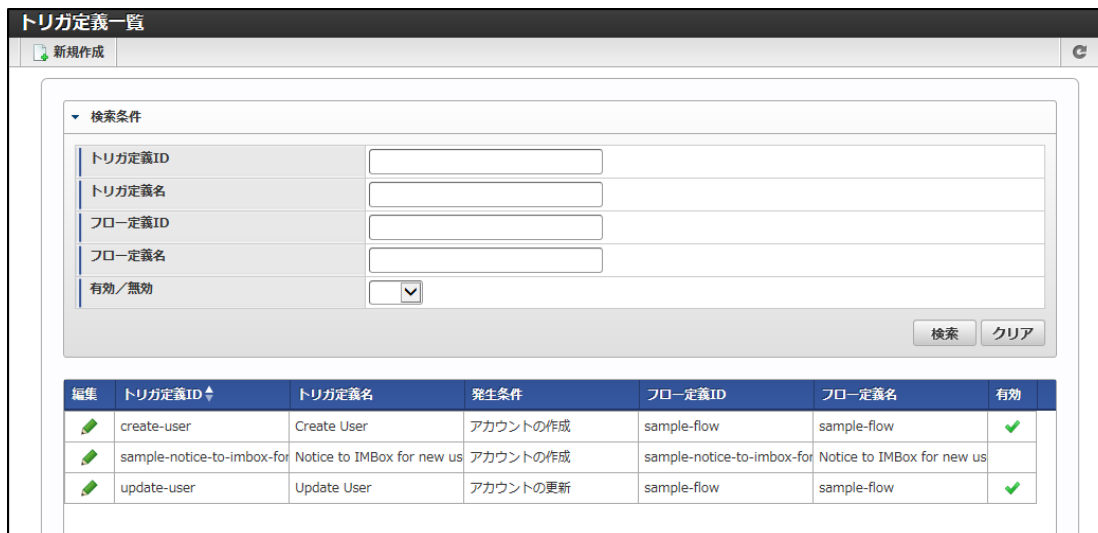 トリガ定義一覧
新規作成
検索条件
トリガ定義ID
トリガ定義名
フロー定義ID
フロー定義名
有効／無効
検索 クリア
編集 トリガ定義ID トリガ定義名 発生条件 フロー定義ID フロー定義名 有効
create-user Create User アカウントの作成 sample-flow sample-flow
sample-notice-to-imbox-for Notice to IMBox for new us アカウントの作成 sample-notice-to-imbox-for Notice to IMBox for new us
update-user Update User アカウントの更新 sample-flow sample-flow